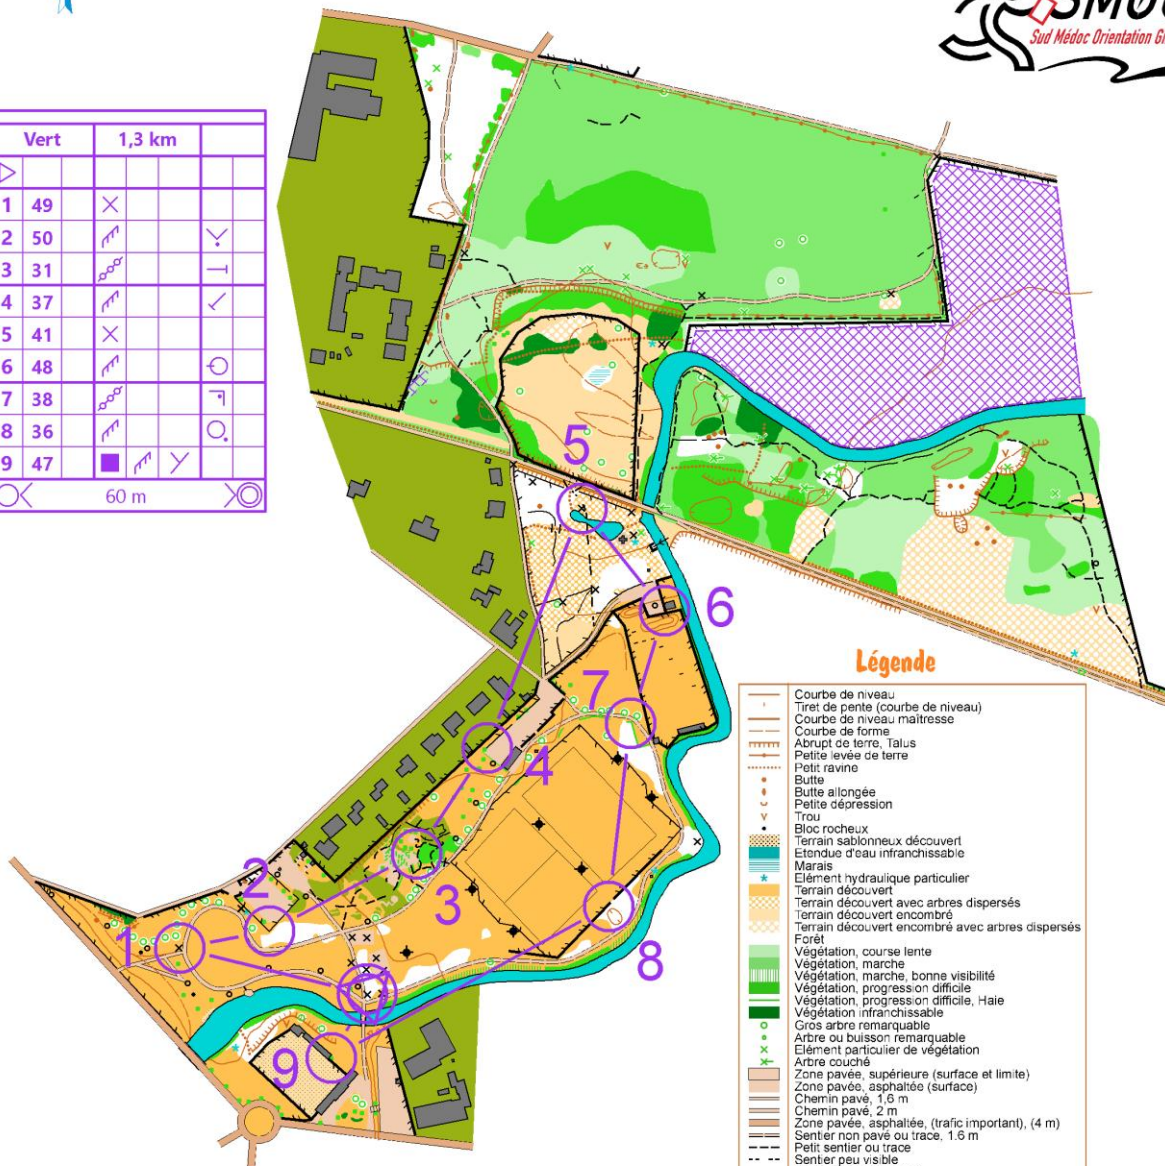 Sud Médoc Orientation
Vert 1,3 km
1 49
2 50
3 31
4 37
5 41
6 48
7 38
8 36
9 47
60 m
5
6
7
4
2
3
1
8
9
Légende
Courbe de niveau
Tiret de pente (courbe de niveau)
Courbe de niveau maîtresse
Courbe de forme
Abrupt de terre, Talus
Petite levée de terre
Petit ravine
Butte
Butte allongée
Petite dépression
Trou
Bloc rocheux
Terrain sablonneux découvert
Etendue d'eau infranchissable
Marais
Elément hydraulique particulier
Terrain découvert
Terrain découvert avec arbres dispersés
Terrain découvert encombré
Terrain découvert encombré avec arbres dispersés
Forêt
Végétation, course lente
Végétation, marche
Végétation, marche, bonne visibilité
Végétation, progression difficile
Végétation, progression difficile, Haie
Végétation infranchissable
Gros arbre remarquable
Arbre ou buisson remarquable
Elément particulier de végétation
Arbre couché
Zone pavée, supérieure (surface et limite)
Zone pavée, asphaltée (surface)
Chemin pavé, 1,6 m
Chemin pavé, 2 m
Zone pavée, asphaltée, (trafic important), (4 m)
Sentier non pavé ou trace, 1.6 m
Petit sentier ou trace
Sentier peu visible